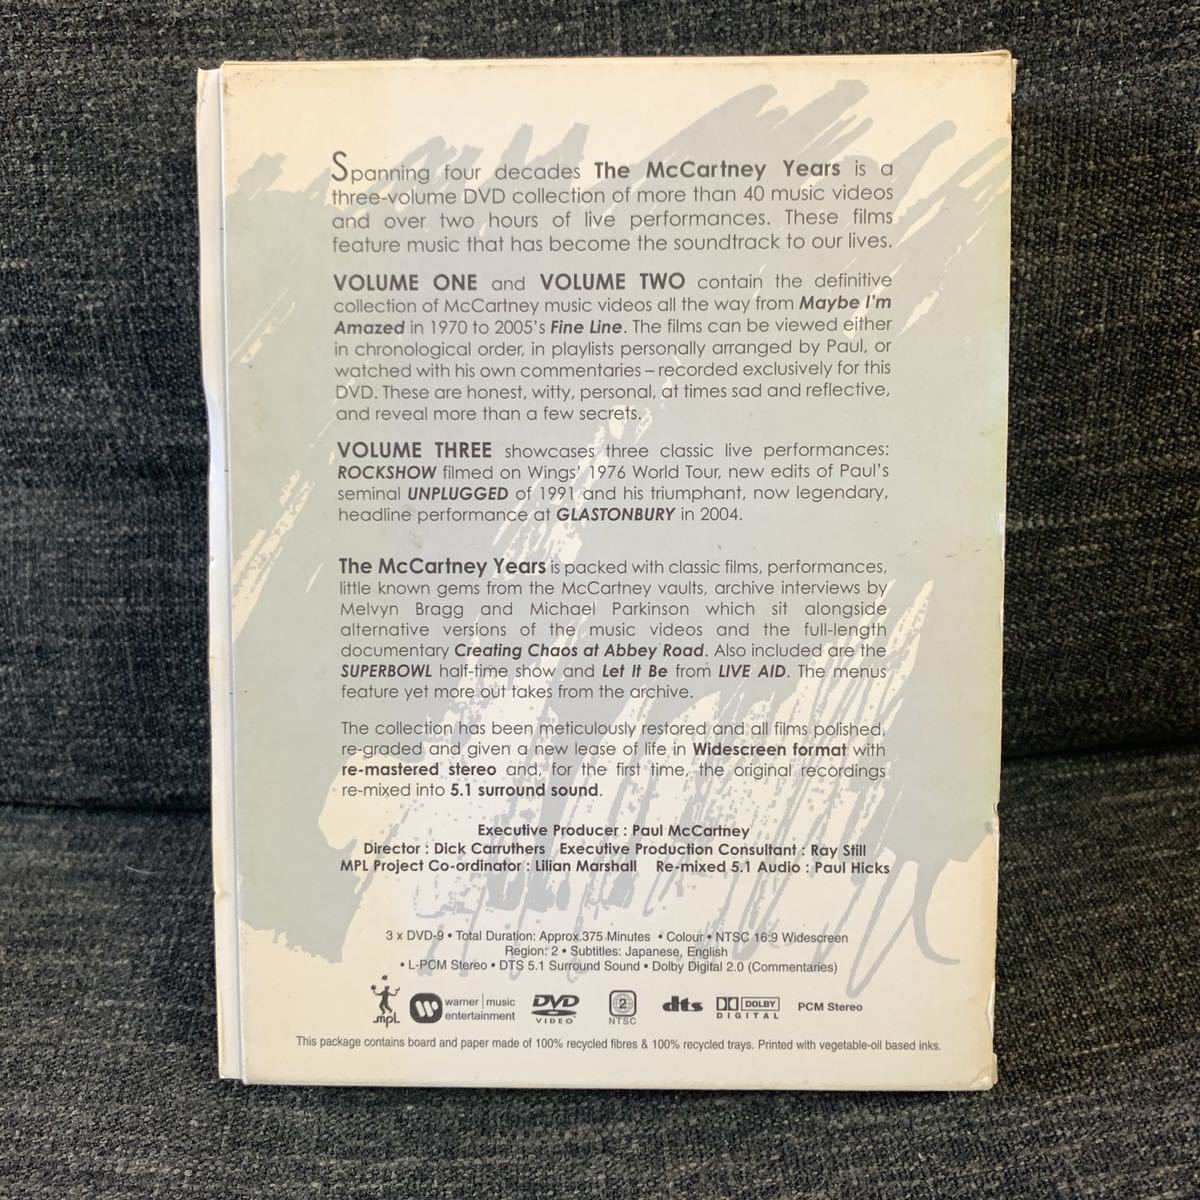 Spanning four decades The McCartney Years is a
three-volume DVD collection of more than 40 music videos
and over two hours of live performances. These films
feature music that has become the soundtrack to our lives.
VOLUME ONE and VOLUME TWO contain the definitive
collection of McCartney music videos all the way from Maybe I'm
Amazed in 1970 to 2005's Fine Line. The films can be viewed either
in chronological order, in playlists personally arranged by Paul, or
watched with his own commentaries – recorded exclusively for this
DVD. These are honest, witty, personal, at times sad and reflective,
and reveal more than a few secrets.
VOLUME THREE showcases three classic live performances:
ROCKSHOW filmed on Wings' 1976 World Tour, new edits of Paul's
seminal UNPLUGGED of 1991 and his triumphant, now legendary,
headline performance at GLASTONBURY in 2004.
The McCartney Years is packed with classic films, performances,
little known gems from the McCartney vaults, archive interviews by
Melvyn Bragg and Michael Parkinson which sit alongside
alternative versions of the music videos and the full-length
documentary Creating Chaos at Abbey Road. Also included are the
SUPERBOWL half-time show and Let It Be from LIVE AID. The menus
feature yet more out takes from the archive.
The collection has been meticulously restored and all films polished,
re-graded and given a new lease of life in Widescreen format with
re-mastered stereo and, for the first time, the original recordings
re-mixed into 5.1 surround sound.
Executive Producer : Paul McCartney
Director : Dick Carruthers Executive Production Consultant : Ray Still
MPL Project Co-ordinator : Lilian Marshall Re-mixed 5.1 Audio : Paul Hicks
3 x DVD-9 • Total Duration: Approx.375 Minutes • Colour • NTSC 16:9 Widescreen
Region: 2 • Subtitles: Japanese, English
• L-PCM Stereo • DTS 5.1 Surround Sound • Dolby Digital 2.0 (Commentaries)
mpl warner music entertainment DVD VIDEO 2 NTSC dts DOLBY DIGITAL PCM Stereo
This package contains board and paper made of 100% recycled fibres & 100% recycled trays. Printed with vegetable-oil based inks.